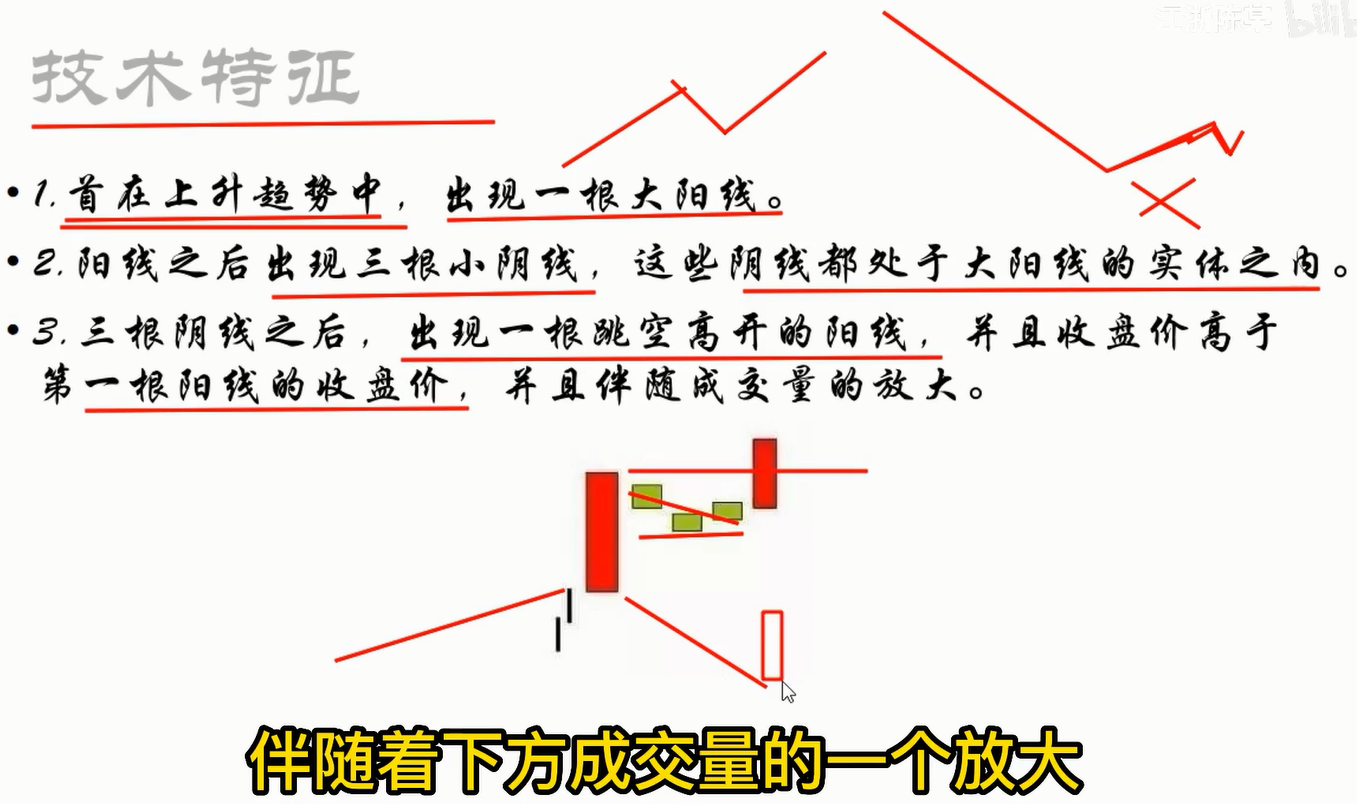 bilib
技术特征
• 1.首在上升趋势中，出现一根大阳线。
• 2.阳线之后出现三根小阴线，这些阴线都处于大阳线的实体之内。
• 3.三根阴线之后，出现一根跳空高开的阳线，并且收盘价高于
第一根阳线的收盘价，并且伴随成交量的放大。
伴随着下方成交量的一个放大